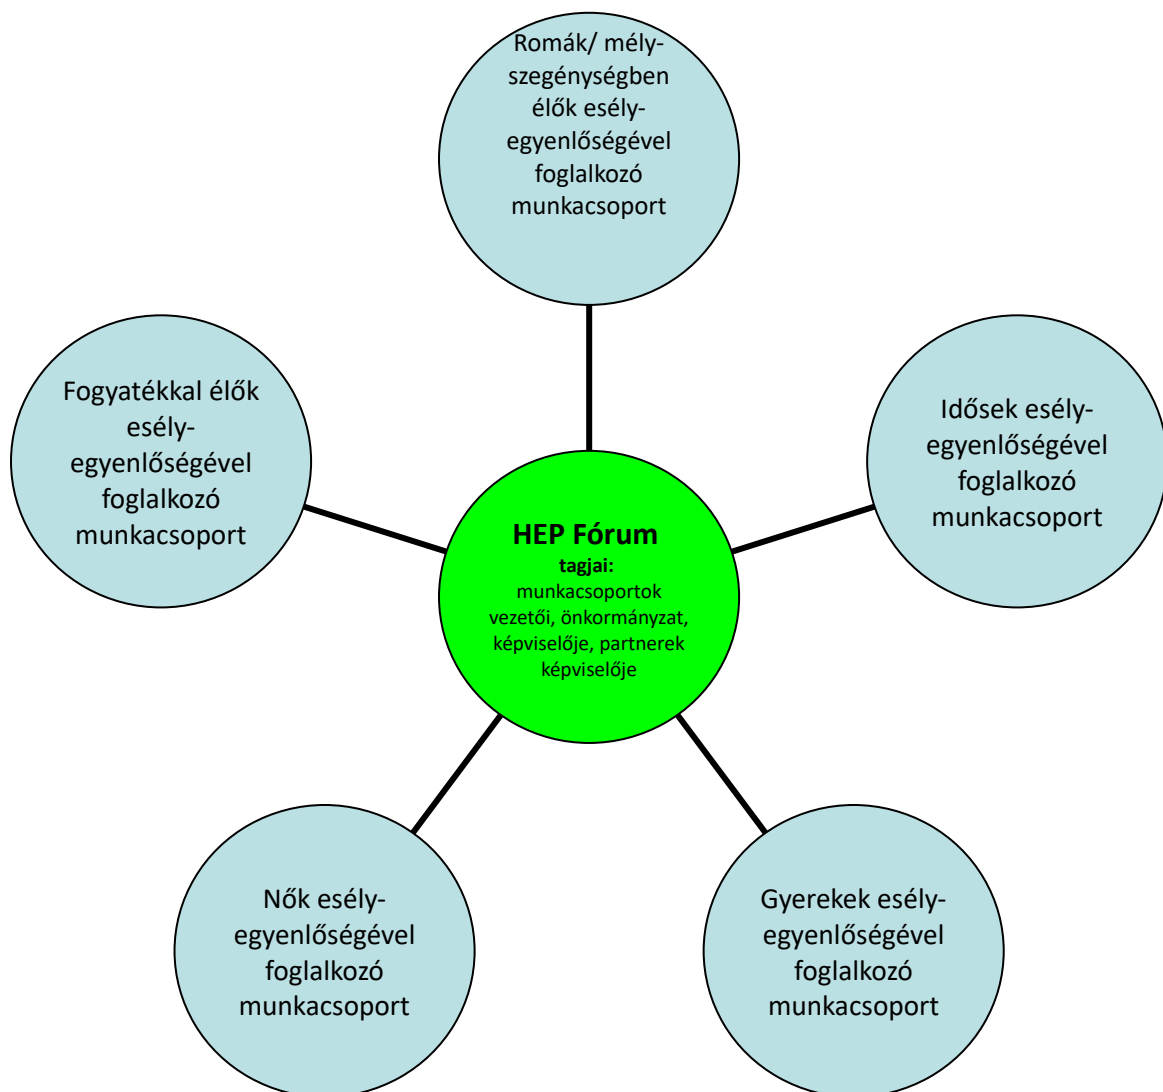 Romák/ mély-
szegénységben
élők esély-
egyenlőségével
foglalkozó
munkacsoport
Fogyatékkal élők
esély-
egyenlőségével
foglalkozó
munkacsoport
Idősek esély-
egyenlőségével
foglalkozó
munkacsoport
HEP Fórum
tagjai:
munkacsoportok
vezetői, önkormányzat,
képviselője, partnerek
képviselője
Nők esély-
egyenlőségével
foglalkozó
munkacsoport
Gyerekek esély-
egyenlőségével
foglalkozó
munkacsoport